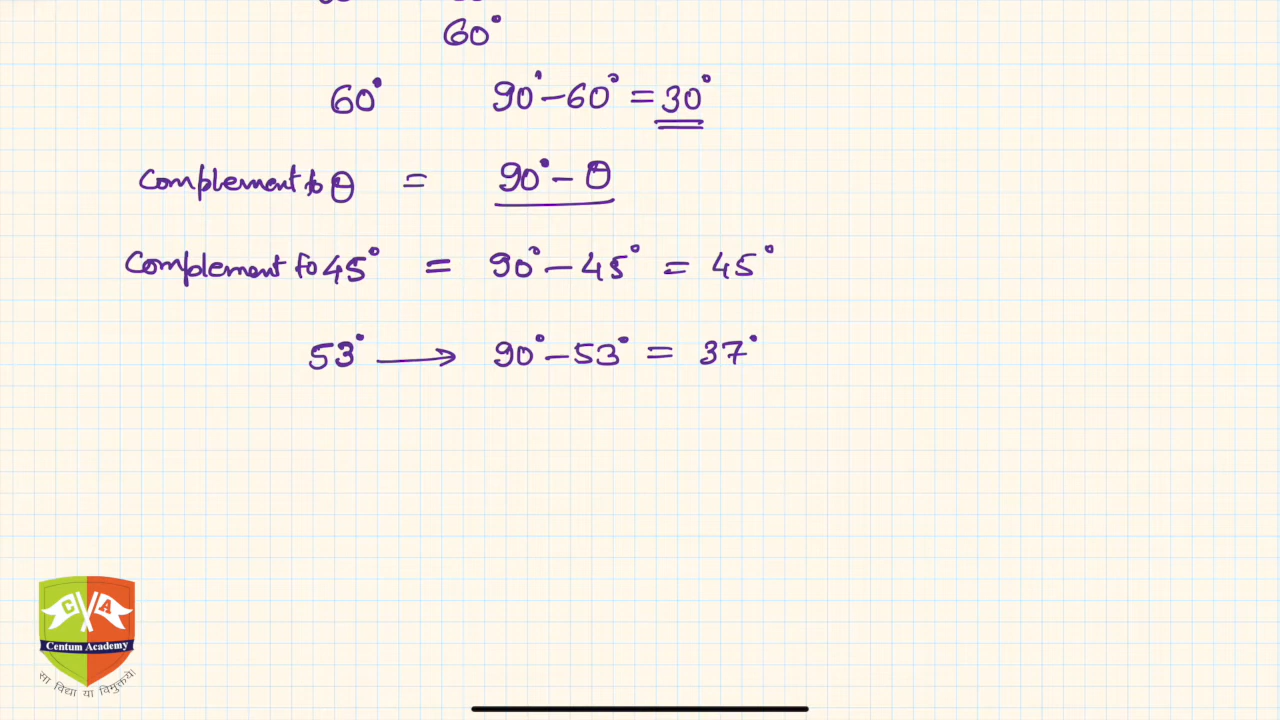 60°
60° 90° - 60° = 30°
Complement to θ = 90° - θ
Complement to 45° = 90° - 45° = 45°
53° ⟶ 90° - 53° = 37°
C A
Centum Academy
सा विद्या या विमुक्तये।